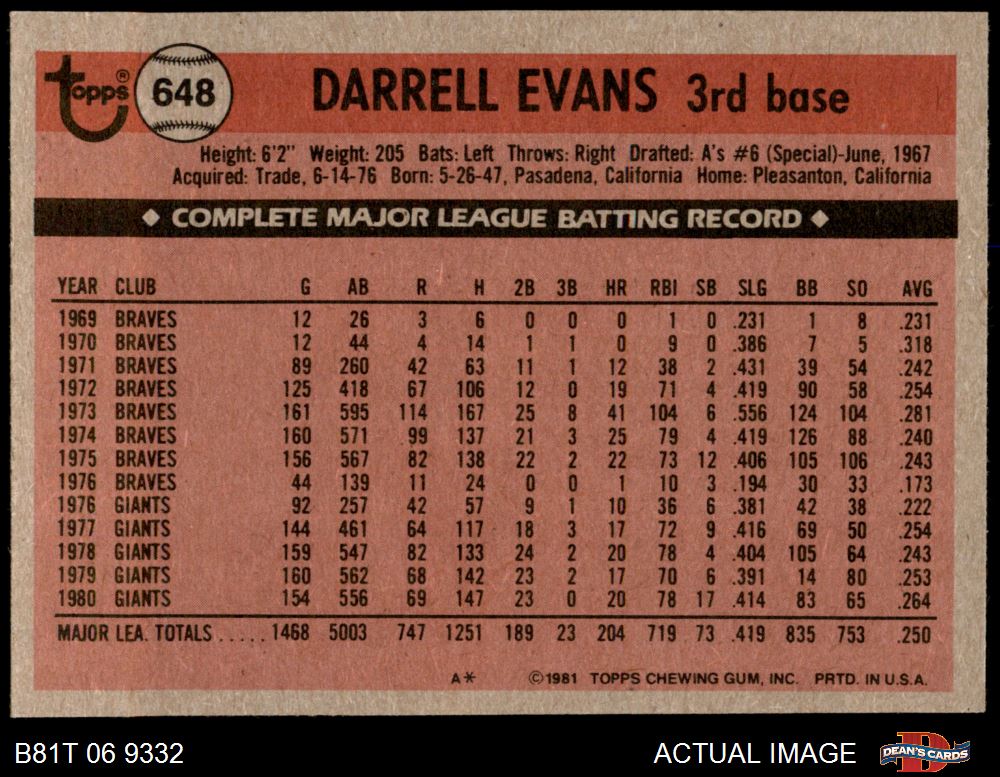 topps® 648 DARRELL EVANS 3rd base
Height: 6'2" Weight: 205 Bats: Left Throws: Right Drafted: A's #6 (Special)-June, 1967
Acquired: Trade, 6-14-76 Born: 5-26-47, Pasadena, California Home: Pleasanton, California
◆ COMPLETE MAJOR LEAGUE BATTING RECORD ◆
YEAR CLUB G AB R H 2B 3B HR RBI SB SLG BB SO AVG
1969 BRAVES 12 26 3 6 0 0 0 1 0 .231 1 8 .231
1970 BRAVES 12 44 4 14 1 1 0 9 0 .386 7 5 .318
1971 BRAVES 89 260 42 63 11 1 12 38 2 .431 39 54 .242
1972 BRAVES 125 418 67 106 12 0 19 71 4 .419 90 58 .254
1973 BRAVES 161 595 114 167 25 8 41 104 6 .556 124 104 .281
1974 BRAVES 160 571 99 137 21 3 25 79 4 .419 126 88 .240
1975 BRAVES 156 567 82 138 22 2 22 73 12 .406 105 106 .243
1976 BRAVES 44 139 11 24 0 0 1 10 3 .194 30 33 .173
1976 GIANTS 92 257 42 57 9 1 10 36 6 .381 42 38 .222
1977 GIANTS 144 461 64 117 18 3 17 72 9 .416 69 50 .254
1978 GIANTS 159 547 82 133 24 2 20 78 4 .404 105 64 .243
1979 GIANTS 160 562 68 142 23 2 17 70 6 .391 14 80 .253
1980 GIANTS 154 556 69 147 23 0 20 78 17 .414 83 65 .264
MAJOR LEA. TOTALS ..... 1468 5003 747 1251 189 23 204 719 73 .419 835 753 .250
A* ©1981 TOPPS CHEWING GUM, INC. PRTD. IN U.S.A.
B81T 06 9332 ACTUAL IMAGE D DEAN'S CARDS